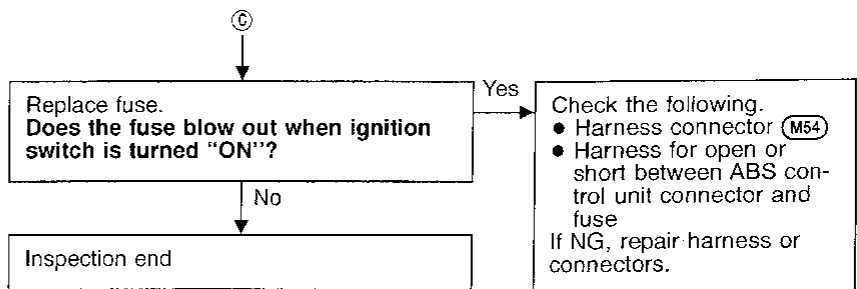 ©
Replace fuse.
Does the fuse blow out when ignition
switch is turned "ON"?
Yes
Check the following.
● Harness connector (M54)
● Harness for open or
short between ABS con-
trol unit connector and
fuse
If NG, repair harness or
connectors.
No
Inspection end